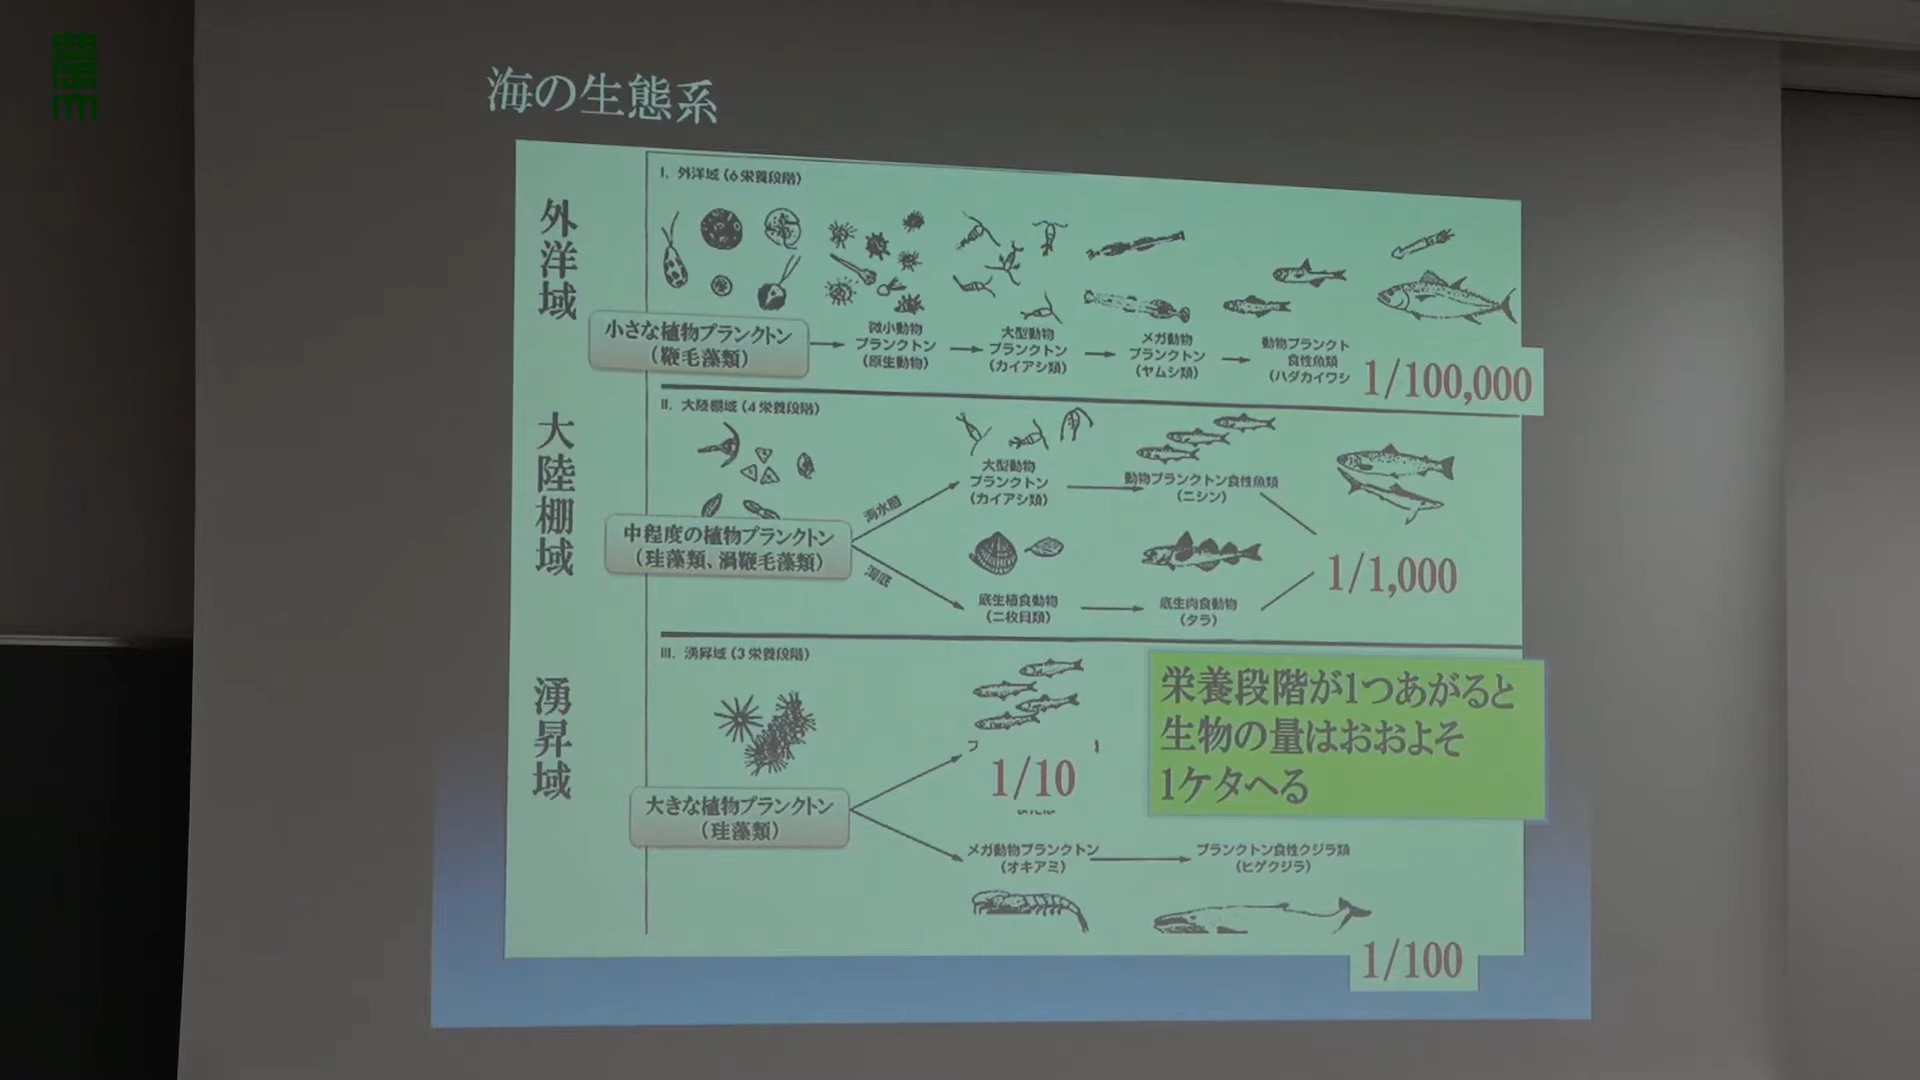 海の生態系
外洋域
I. 外洋域(6栄養段階)
小さな植物プランクトン
(鞭毛藻類)
微小動物
プランクトン
(原生動物)
大型動物
プランクトン
(カイアシ類)
メガ動物
プランクトン
(ヤムシ類)
動物プランクト
食性魚類
(ハダカイワシ
1/100,000
大陸棚域
II. 大陸棚域(4栄養段階)
中程度の植物プランクトン
(珪藻類、渦鞭毛藻類)
海水層
海底
大型動物
プランクトン
(カイアシ類)
動物プランクトン食性魚類
(ニシン)
底生植食動物
(二枚貝類)
底生肉食動物
(タラ)
1/1,000
湧昇域
III. 湧昇域(3栄養段階)
大きな植物プランクトン
(珪藻類)
1/10
メガ動物プランクトン
(オキアミ)
プランクトン食性クジラ類
(ヒゲクジラ)
1/100
栄養段階が1つあがると
生物の量はおおよそ
1ケタへる